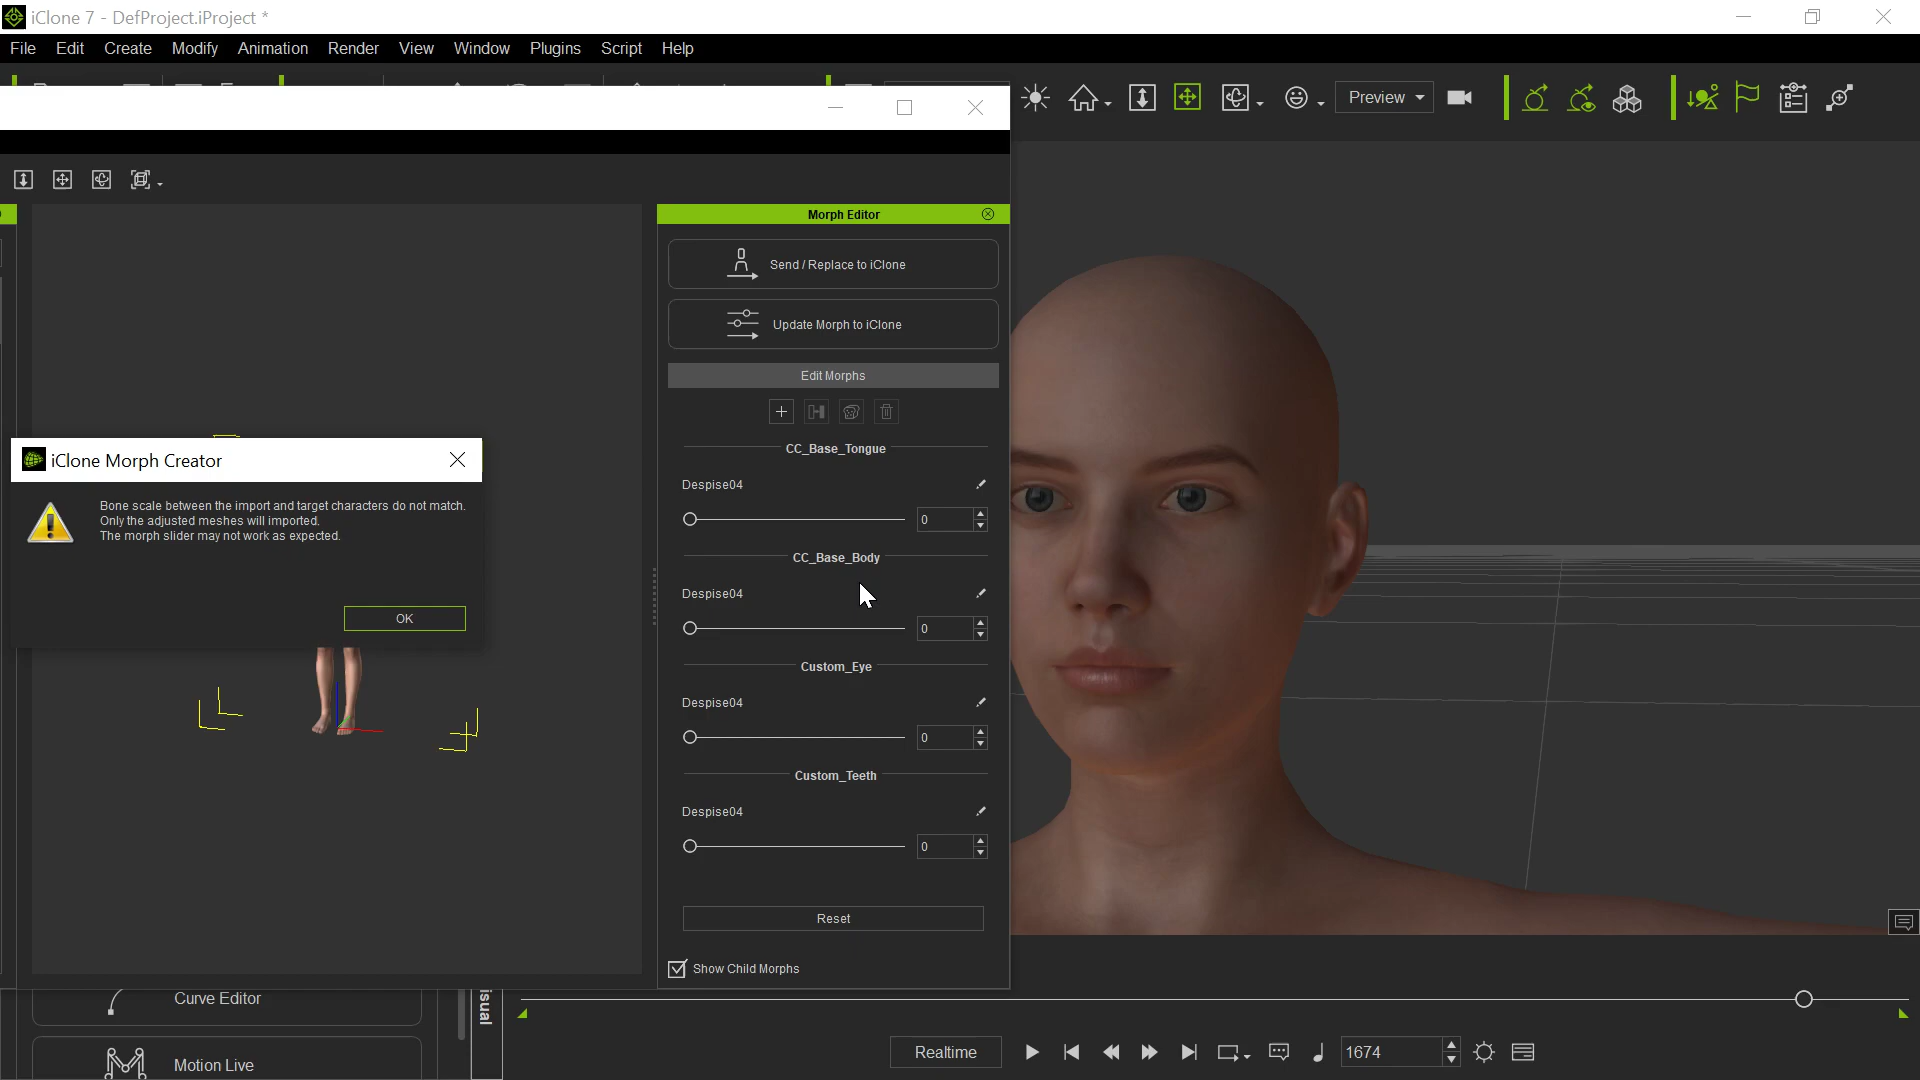 iClone 7 - DefProject.iProject *
File Edit Create Modify Animation Render View Window Plugins Script Help
Preview
Morph Editor
Send / Replace to iClone
Update Morph to iClone
Edit Morphs
CC_Base_Tongue
Despise04
0
CC_Base_Body
Despise04
0
Custom_Eye
Despise04
0
Custom_Teeth
Despise04
0
Reset
Show Child Morphs
iClone Morph Creator
Bone scale between the import and target characters do not match.
Only the adjusted meshes will imported.
The morph slider may not work as expected.
OK
Curve Editor
Motion Live
isual
Realtime
1674